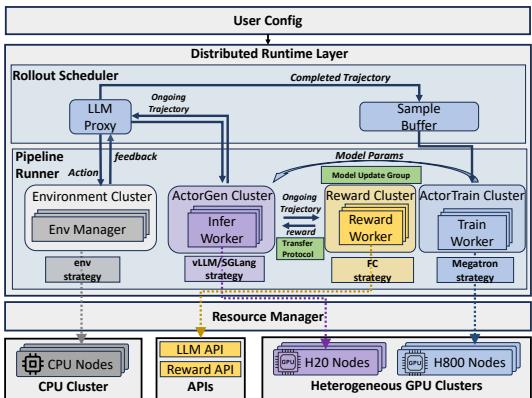 User Config
Distributed Runtime Layer
Rollout Scheduler
Completed Trajectory
Ongoing
Trajectory
LLM
Proxy
Sample
Buffer
Pipeline
Runner
Action
feedback
Model Params
Model Update Group
Environment Cluster
Env Manager
env
strategy
ActorGen Cluster
Infer
Worker
vLLM/SGLang
strategy
Ongoing
Trajectory
reward
Transfer
Protocol
Reward Cluster
Reward
Worker
FC
strategy
ActorTrain Cluster
Train
Worker
Megatron
strategy
Resource Manager
CPU Nodes
CPU Cluster
LLM API
Reward API
APIs
GPU
H20 Nodes
GPU
H800 Nodes
Heterogeneous GPU Clusters